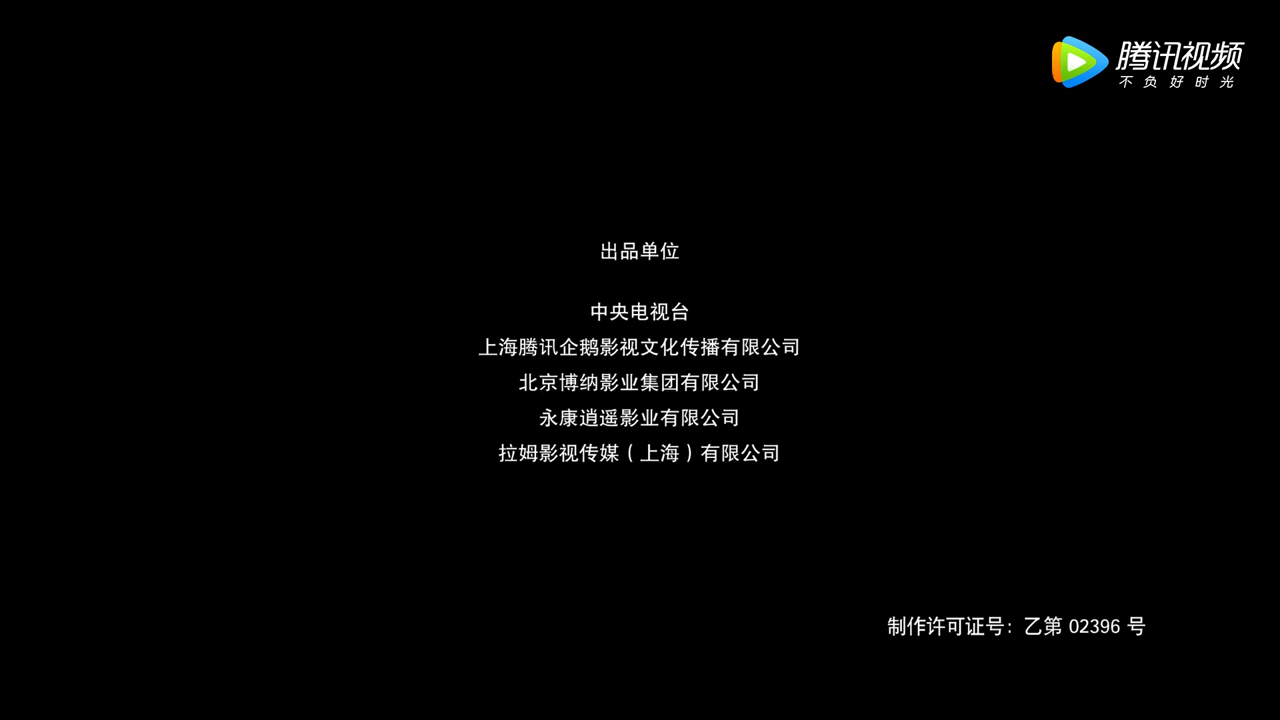 腾讯视频
不负好时光
出品单位
中央电视台
上海腾讯企鹅影视文化传播有限公司
北京博纳影业集团有限公司
永康逍遥影业有限公司
拉姆影视传媒（上海）有限公司
制作许可证号：乙第 02396 号